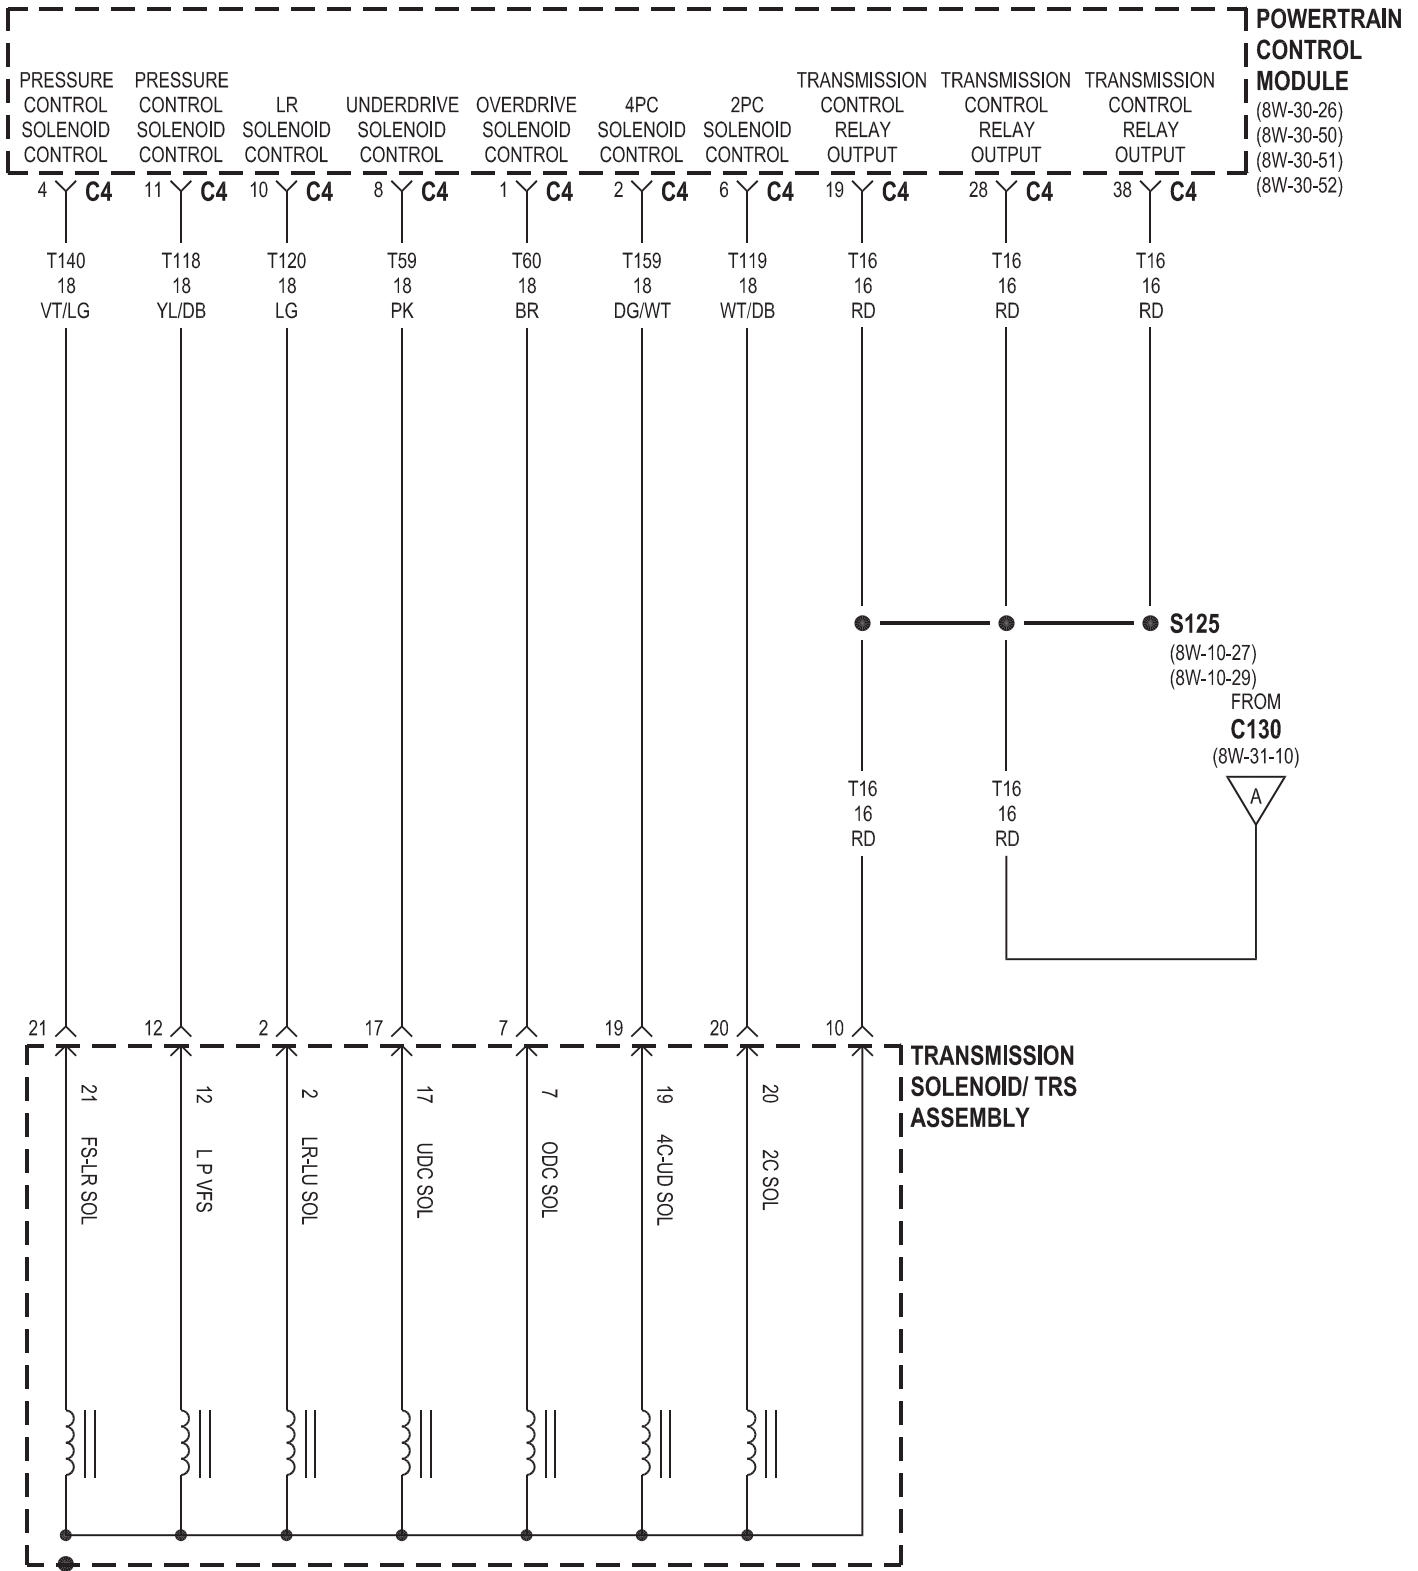 POWERTRAIN
CONTROL
MODULE
(8W-30-26)
(8W-30-50)
(8W-30-51)
(8W-30-52)
PRESSURE
CONTROL
SOLENOID
CONTROL
PRESSURE
CONTROL
SOLENOID
CONTROL
LR
SOLENOID
CONTROL
UNDERDRIVE
SOLENOID
CONTROL
OVERDRIVE
SOLENOID
CONTROL
4PC
SOLENOID
CONTROL
2PC
SOLENOID
CONTROL
TRANSMISSION
CONTROL
RELAY
OUTPUT
TRANSMISSION
CONTROL
RELAY
OUTPUT
TRANSMISSION
CONTROL
RELAY
OUTPUT
4 C4
11 C4
10 C4
8 C4
1 C4
2 C4
6 C4
19 C4
28 C4
38 C4
T140
18
VT/LG
T118
18
YL/DB
T120
18
LG
T59
18
PK
T60
18
BR
T159
18
DG/WT
T119
18
WT/DB
T16
16
RD
T16
16
RD
T16
16
RD
S125
(8W-10-27)
(8W-10-29)
FROM
C130
(8W-31-10)
A
T16
16
RD
T16
16
RD
21
12
2
17
7
19
20
10
TRANSMISSION
SOLENOID/ TRS
ASSEMBLY
21 FS-LR SOL
12 L P VFS
2 LR-LU SOL
17 UDC SOL
7 ODC SOL
19 4C-UD SOL
20 2C SOL